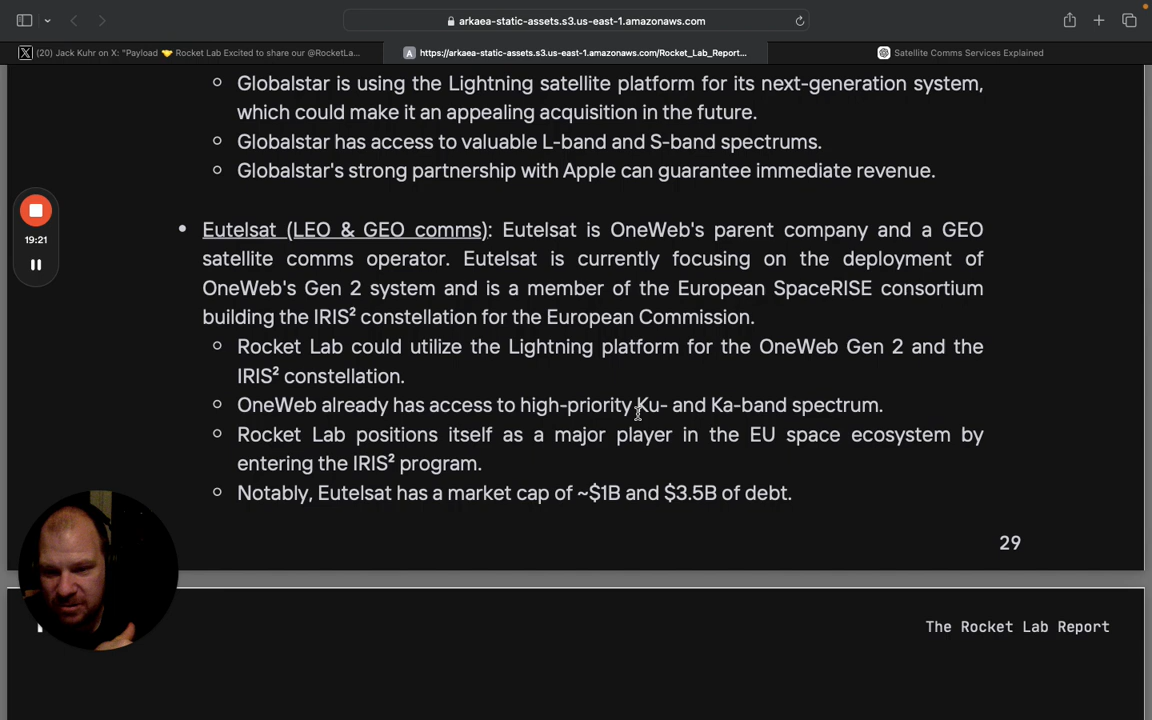 arkaea-static-assets.s3.us-east-1.amazonaws.com
(20) Jack Kuhr on X: "Payload 🤝 Rocket Lab Excited to share our @RocketLa...
https://arkaea-static-assets.s3.us-east-1.amazonaws.com/Rocket_Lab_Report...
Satellite Comms Services Explained
○ Globalstar is using the Lightning satellite platform for its next-generation system,
which could make it an appealing acquisition in the future.
○ Globalstar has access to valuable L-band and S-band spectrums.
○ Globalstar's strong partnership with Apple can guarantee immediate revenue.
19:21
• Eutelsat (LEO & GEO comms): Eutelsat is OneWeb's parent company and a GEO
satellite comms operator. Eutelsat is currently focusing on the deployment of
OneWeb's Gen 2 system and is a member of the European SpaceRISE consortium
building the IRIS² constellation for the European Commission.
○ Rocket Lab could utilize the Lightning platform for the OneWeb Gen 2 and the
IRIS² constellation.
○ OneWeb already has access to high-priority Ku- and Ka-band spectrum.
○ Rocket Lab positions itself as a major player in the EU space ecosystem by
entering the IRIS² program.
○ Notably, Eutelsat has a market cap of ~$1B and $3.5B of debt.
29
The Rocket Lab Report